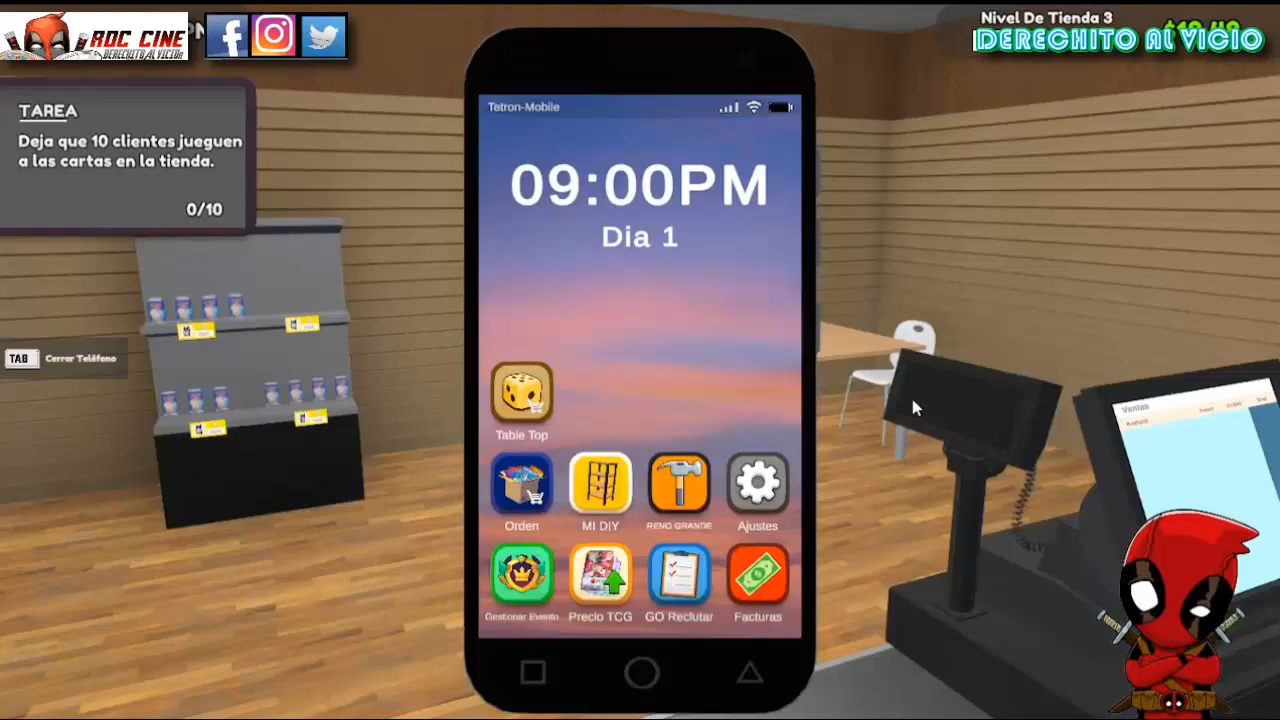 RDC CINE
DERECHITO AL VICIO
Nivel De Tienda 3
DERECHITO AL VICIO
TAREA
Deja que 10 clientes jueguen
a las cartas en la tienda.
0/10
TAB Cerrar Teléfono
Tetron-Mobile
09:00PM
Dia 1
Table Top
Orden
MI DIY
RENO GRANDE
Ajustes
Gestionar Evento
Precio TCG
GO Reclutar
Facturas
Ventas